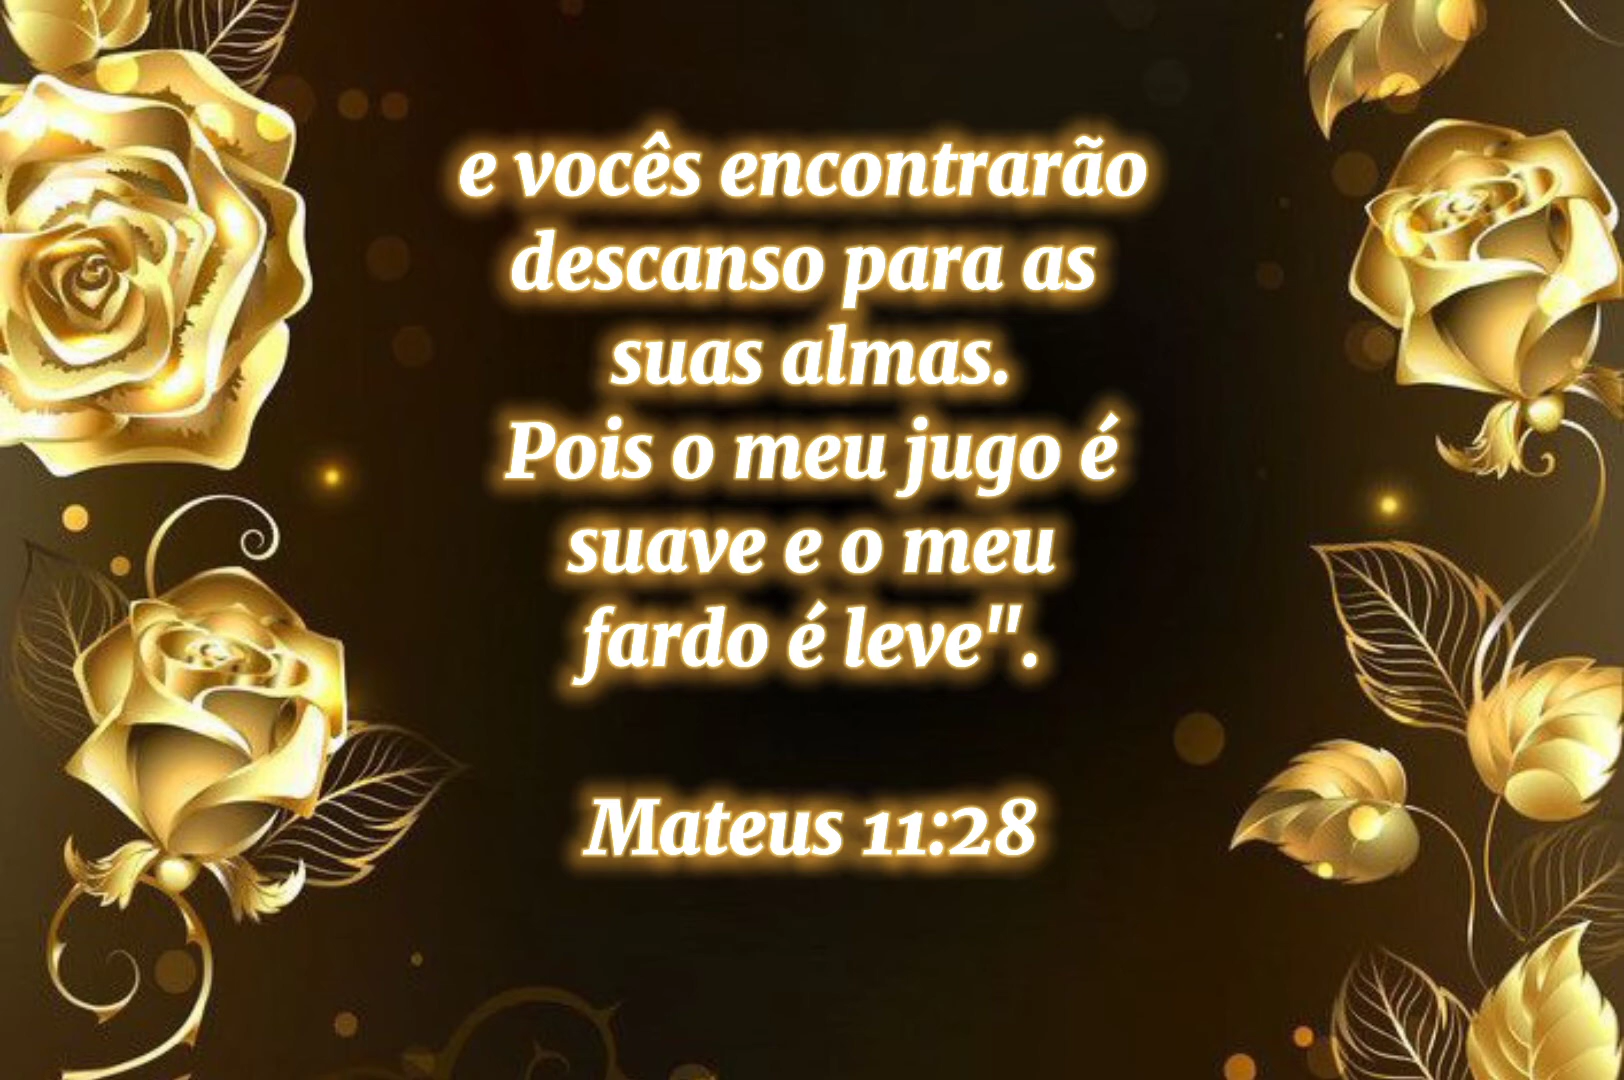 e vocês encontrarão
descanso para as
suas almas.
Pois o meu jugo é
suave e o meu
fardo é leve".
Mateus 11:28